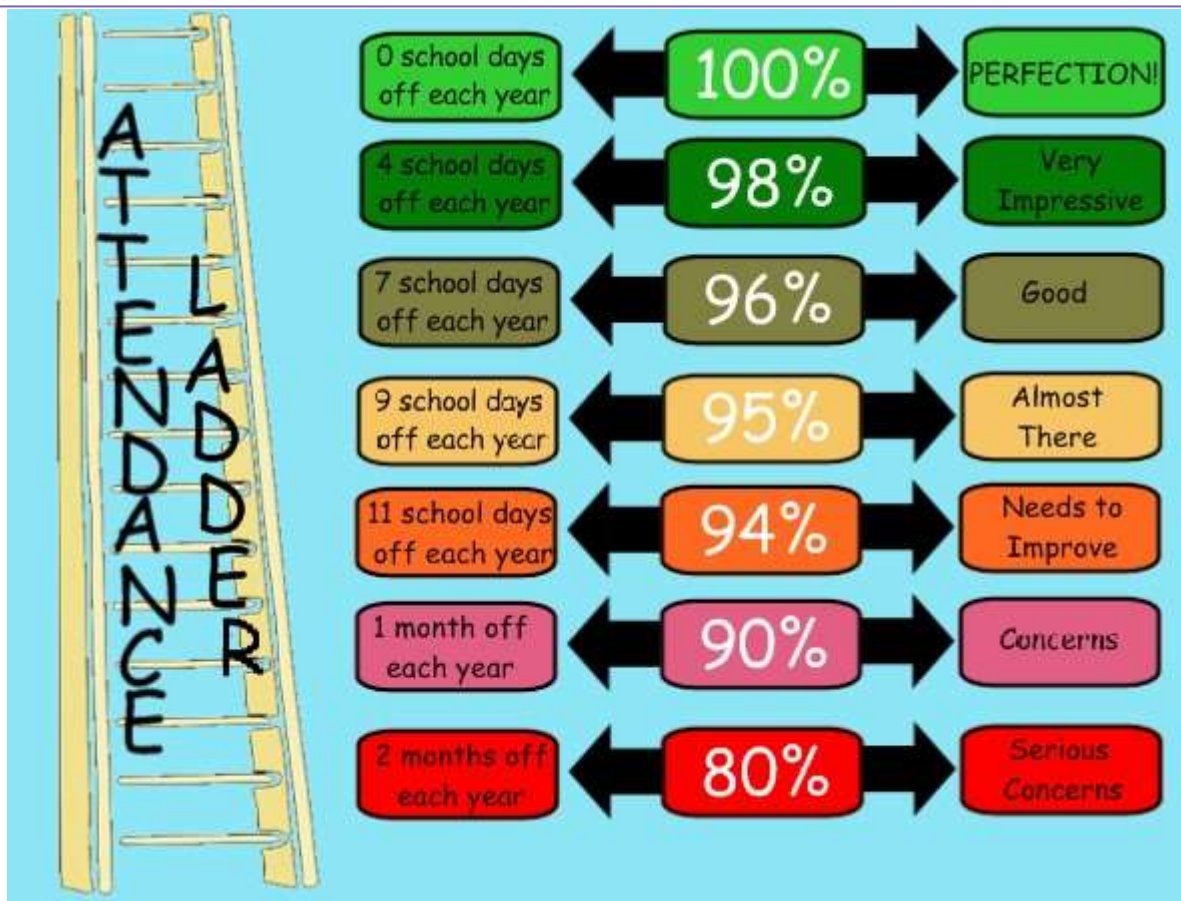 ATTENDANCE
LADDER
0 school days
off each year
100%
PERFECTION!
4 school days
off each year
98%
Very
Impressive
7 school days
off each year
96%
Good
9 school days
off each year
95%
Almost
There
11 school days
off each year
94%
Needs to
Improve
1 month off
each year
90%
Concerns
2 months off
each year
80%
Serious
Concerns